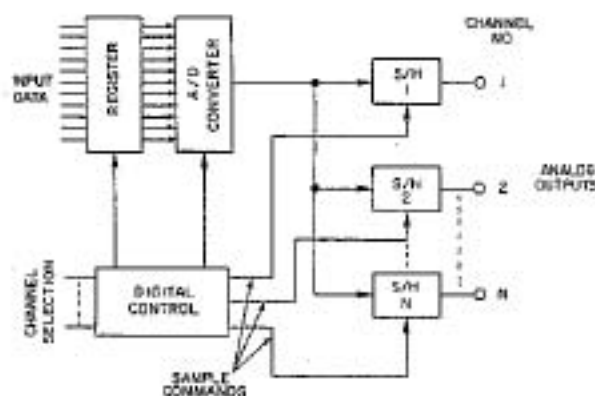 CHANNEL
NO
INPUT
DATA
REGISTER
A/D
CONVERTER
S/H
1
1
S/H
2
2
ANALOG
OUTPUTS
S/H
N
N
CHANNEL
SELECTION
DIGITAL
CONTROL
SAMPLE
COMMANDS